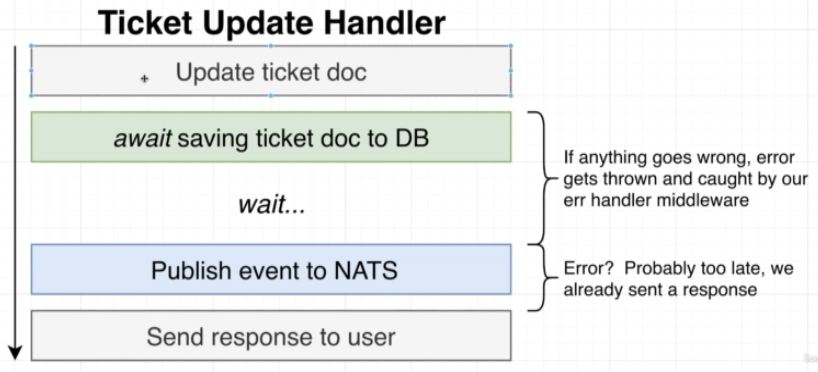 Ticket Update Handler
Update ticket doc
await saving ticket doc to DB
If anything goes wrong, error
gets thrown and caught by our
err handler middleware
wait...
Publish event to NATS
Error? Probably too late, we
already sent a response
Send response to user